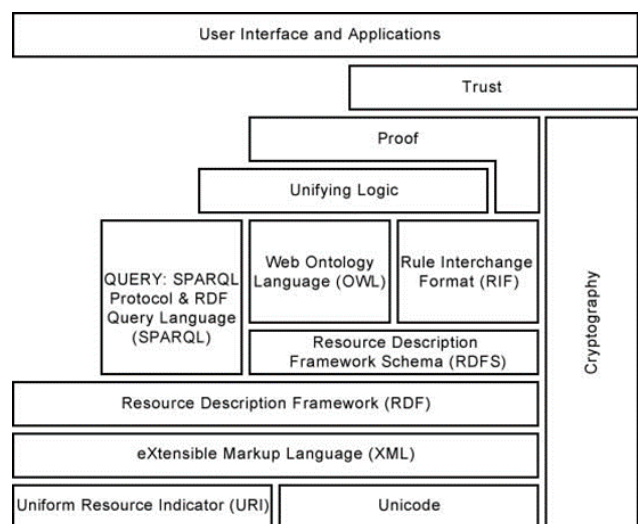 User Interface and Applications
Trust
Proof
Unifying Logic
QUERY: SPARQL
Protocol & RDF
Query Language
(SPARQL)
Web Ontology
Language (OWL)
Rule Interchange
Format (RIF)
Resource Description
Framework Schema (RDFS)
Cryptography
Resource Description Framework (RDF)
eXtensible Markup Language (XML)
Uniform Resource Indicator (URI)
Unicode